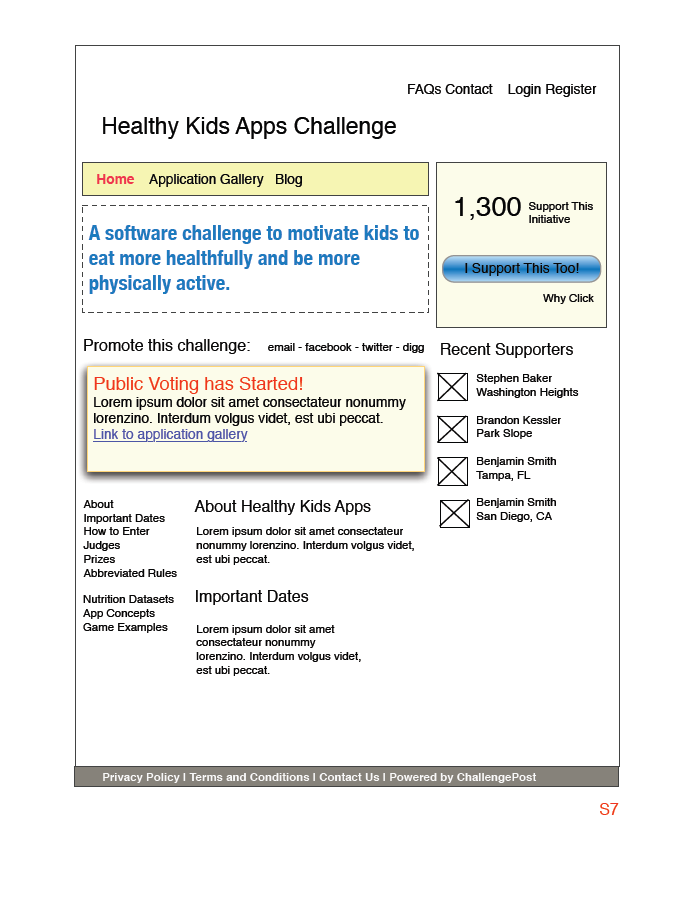 FAQs Contact Login Register
Healthy Kids Apps Challenge
Home Application Gallery Blog
A software challenge to motivate kids to
eat more healthfully and be more
physically active.
1,300 Support This
Initiative
I Support This Too!
Why Click
Promote this challenge: email - facebook - twitter - digg
Public Voting has Started!
Lorem ipsum dolor sit amet consectateur nonummy
lorenzino. Interdum volgus videt, est ubi peccat.
Link to application gallery
Recent Supporters
Stephen Baker
Washington Heights
Brandon Kessler
Park Slope
Benjamin Smith
Tampa, FL
Benjamin Smith
San Diego, CA
About
Important Dates
How to Enter
Judges
Prizes
Abbreviated Rules
Nutrition Datasets
App Concepts
Game Examples
About Healthy Kids Apps
Lorem ipsum dolor sit amet consectateur
nonummy lorenzino. Interdum volgus videt,
est ubi peccat.
Important Dates
Lorem ipsum dolor sit amet
consectateur nonummy
lorenzino. Interdum volgus videt,
est ubi peccat.
Privacy Policy I Terms and Conditions I Contact Us I Powered by ChallengePost
S7